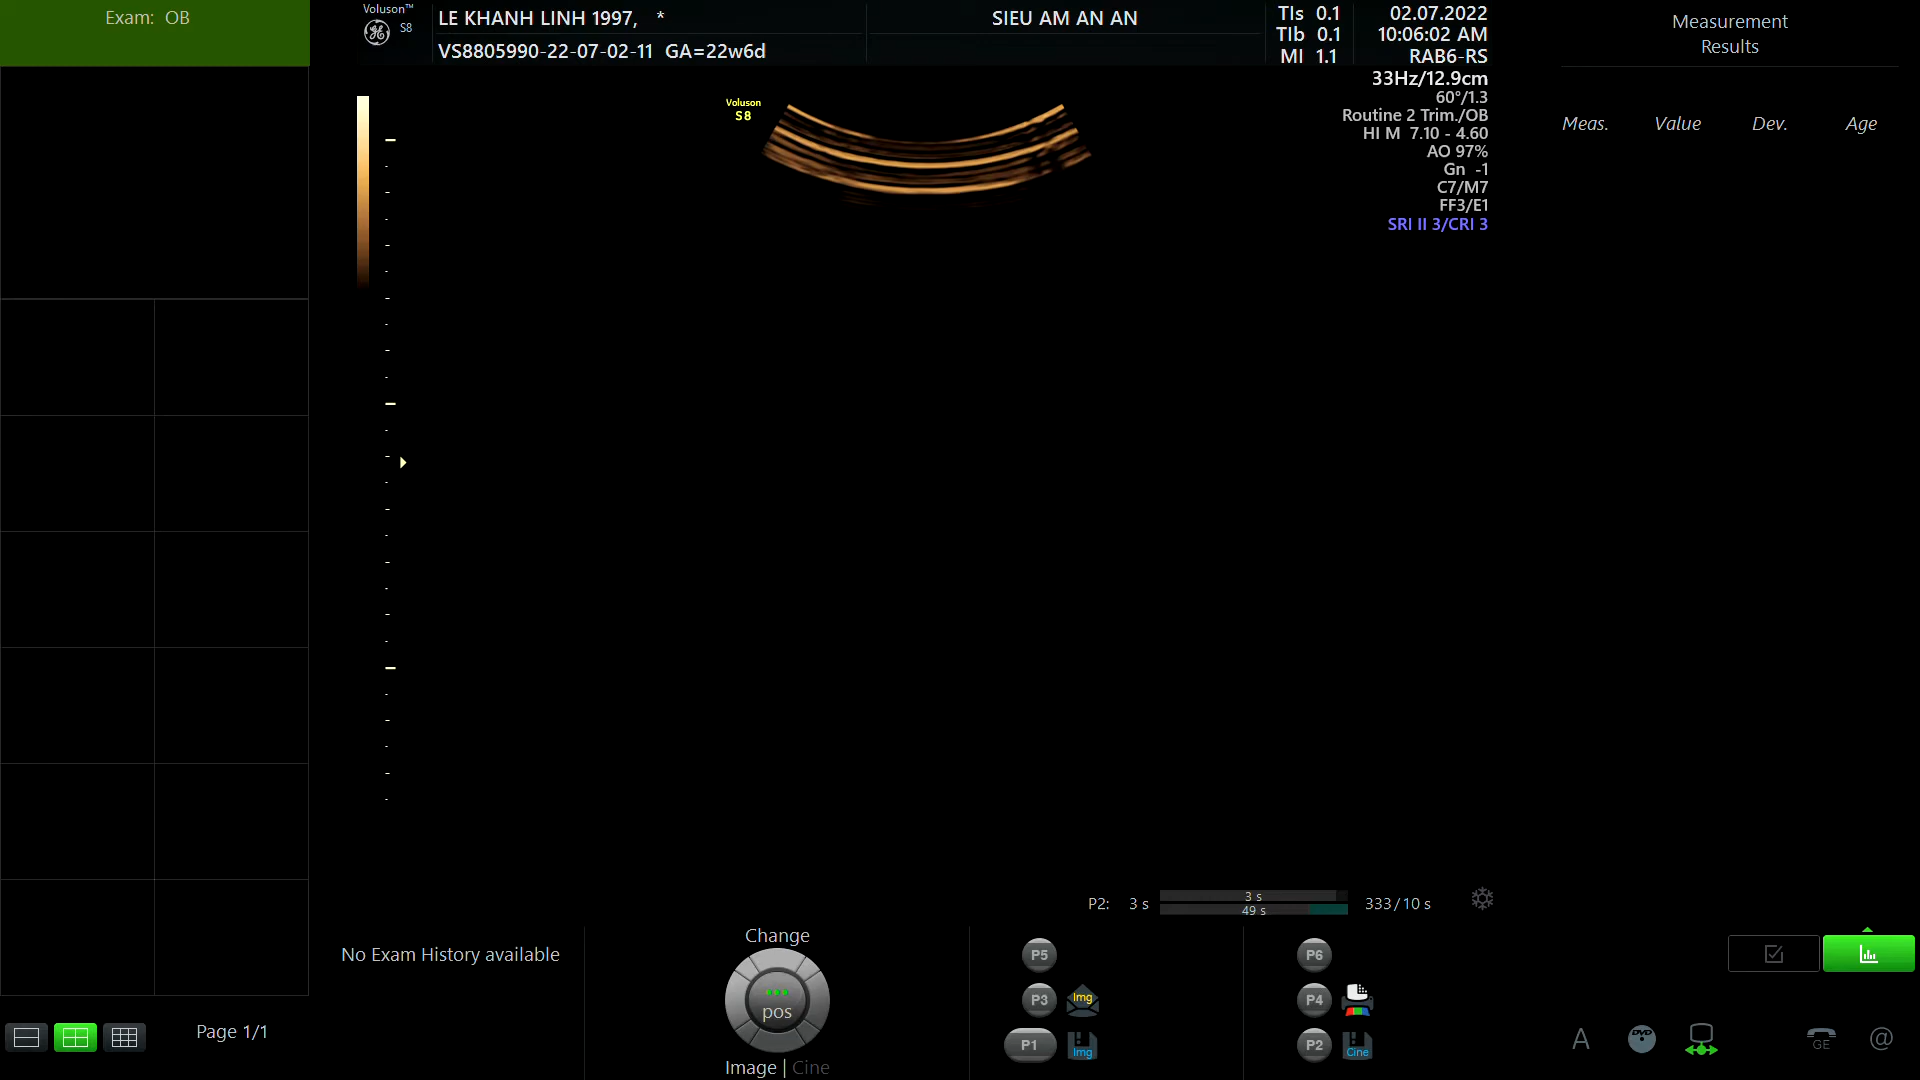 Exam: OB
Voluson™
S8
LE KHANH LINH 1997, *
VS8805990-22-07-02-11 GA=22w6d
SIEU AM AN AN
TIs 0.1
TIb 0.1
MI 1.1
02.07.2022
10:06:02 AM
RAB6-RS
33Hz/12.9cm
60°/1.3
Routine 2 Trim./OB
HI M 7.10 - 4.60
AO 97%
Gn -1
C7/M7
FF3/E1
SRI II 3/CRI 3
Voluson
S8
Measurement
Results
Meas. Value Dev. Age
P2: 3 s
3 s
49 s
333/10 s
No Exam History available
Change
pos
Image | Cine
P5
P3 Img
P1 Img
P6
P4
P2 Cine
Page 1/1
A
DVD
GE
@